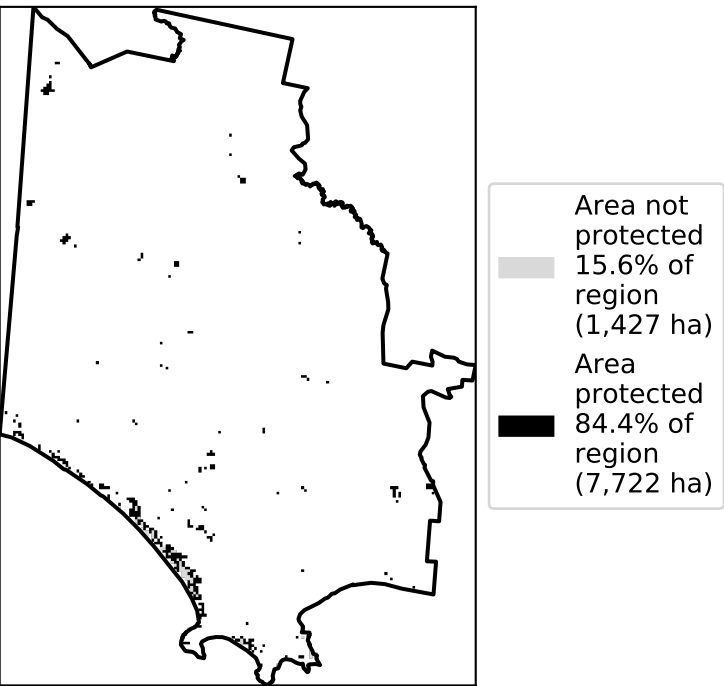 Area not
protected
15.6% of
region
(1,427 ha)
Area
protected
84.4% of
region
(7,722 ha)